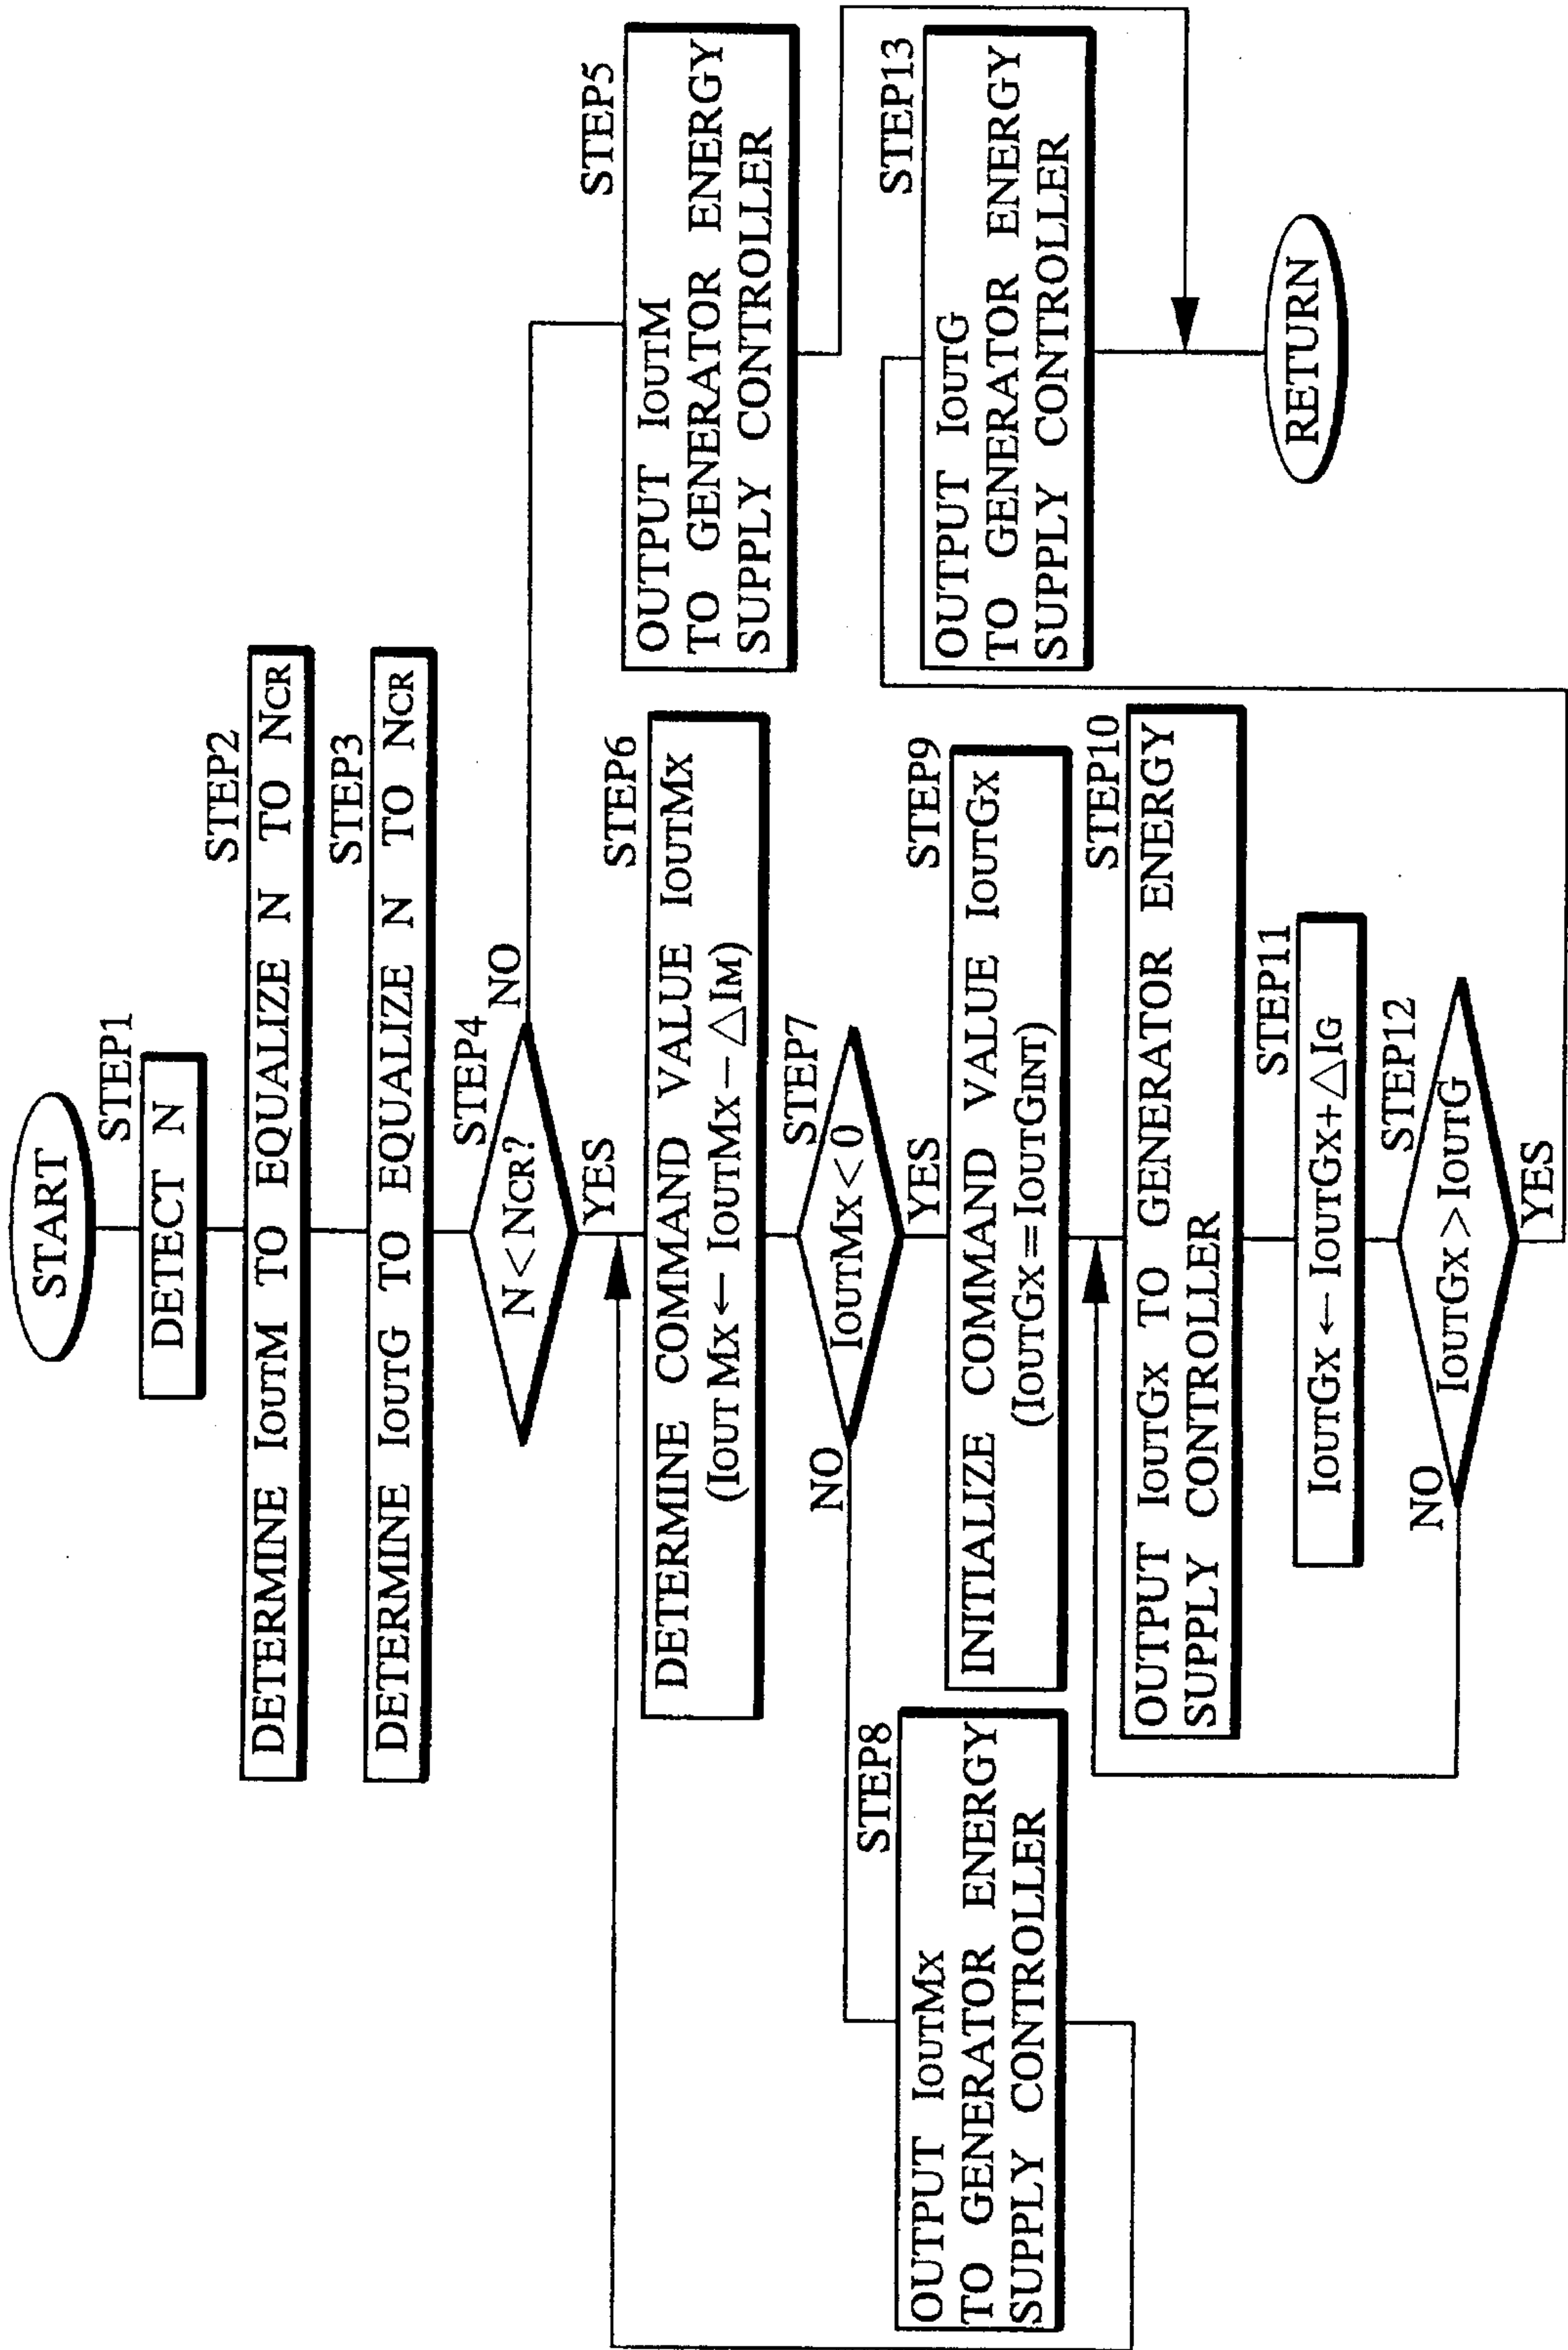 START
STEP1
DETECT N
STEP2
DETERMINE IOUTM TO EQUALIZE N TO NCR
STEP3
DETERMINE IOUTG TO EQUALIZE N TO NCR
STEP4
N<NCR?
NO
YES
STEP5
OUTPUT IOUTM
TO GENERATOR ENERGY
SUPPLY CONTROLLER
STEP6
DETERMINE COMMAND VALUE IOUTMX
(IOUTMX ← IOUTMX − △IM)
STEP7
IOUTMX < 0
NO
YES
STEP8
OUTPUT IOUTMX
TO GENERATOR ENERGY
SUPPLY CONTROLLER
STEP9
INITIALIZE COMMAND VALUE IOUTGX
(IOUTGX = IOUTGINT)
STEP10
OUTPUT IOUTGX TO GENERATOR ENERGY
SUPPLY CONTROLLER
STEP11
IOUTGX ← IOUTGX+△IG
STEP12
IOUTGX > IOUTG
NO
YES
STEP13
OUTPUT IOUTG
TO GENERATOR ENERGY
SUPPLY CONTROLLER
RETURN